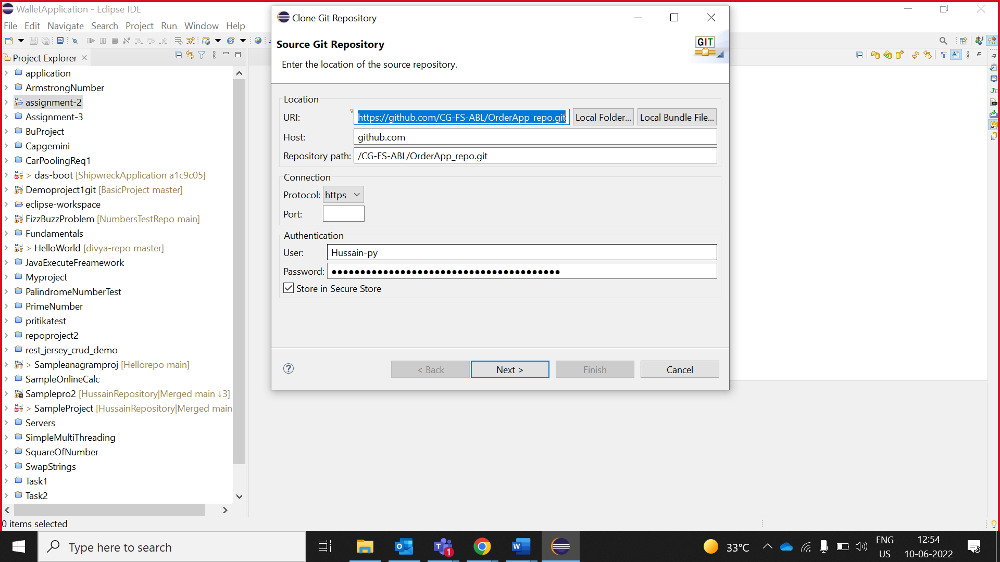 WalletApplication - Eclipse IDE
File Edit Navigate Search Project Run Window Help
Project Explorer
application
ArmstrongNumber
assignment-2
Assignment-3
BuProject
Capgemini
CarPoolingReq1
> das-boot [ShipwreckApplication a1c9c05]
Demoproject1git [BasicProject master]
eclipse-workspace
FizzBuzzProblem [NumbersTestRepo main]
Fundamentals
> HelloWorld [divya-repo master]
JavaExecuteFreamework
Myproject
PalindromeNumberTest
PrimeNumber
pritikatest
repoproject2
rest_jersey_crud_demo
> Sampleanagramproj [Hellorepo main]
SampleOnlineCalc
Samplepro2 [HussainRepository|Merged main ↓3]
> SampleProject [HussainRepository|Merged main
Servers
SimpleMultiThreading
SquareOfNumber
SwapStrings
Task1
Task2
0 items selected
Clone Git Repository
Source Git Repository
Enter the location of the source repository.
GIT
Location
URI: https://github.com/CG-FS-ABL/OrderApp_repo.git Local Folder... Local Bundle File...
Host: github.com
Repository path: /CG-FS-ABL/OrderApp_repo.git
Connection
Protocol: https
Port:
Authentication
User: Hussain-py
Password: ●●●●●●●●●●●●●●●●●●●●●●●●●●●●●●●●●●●●●●●●
Store in Secure Store
< Back Next > Finish Cancel
Type here to search
1
33°C
ENG
US
12:54
10-06-2022